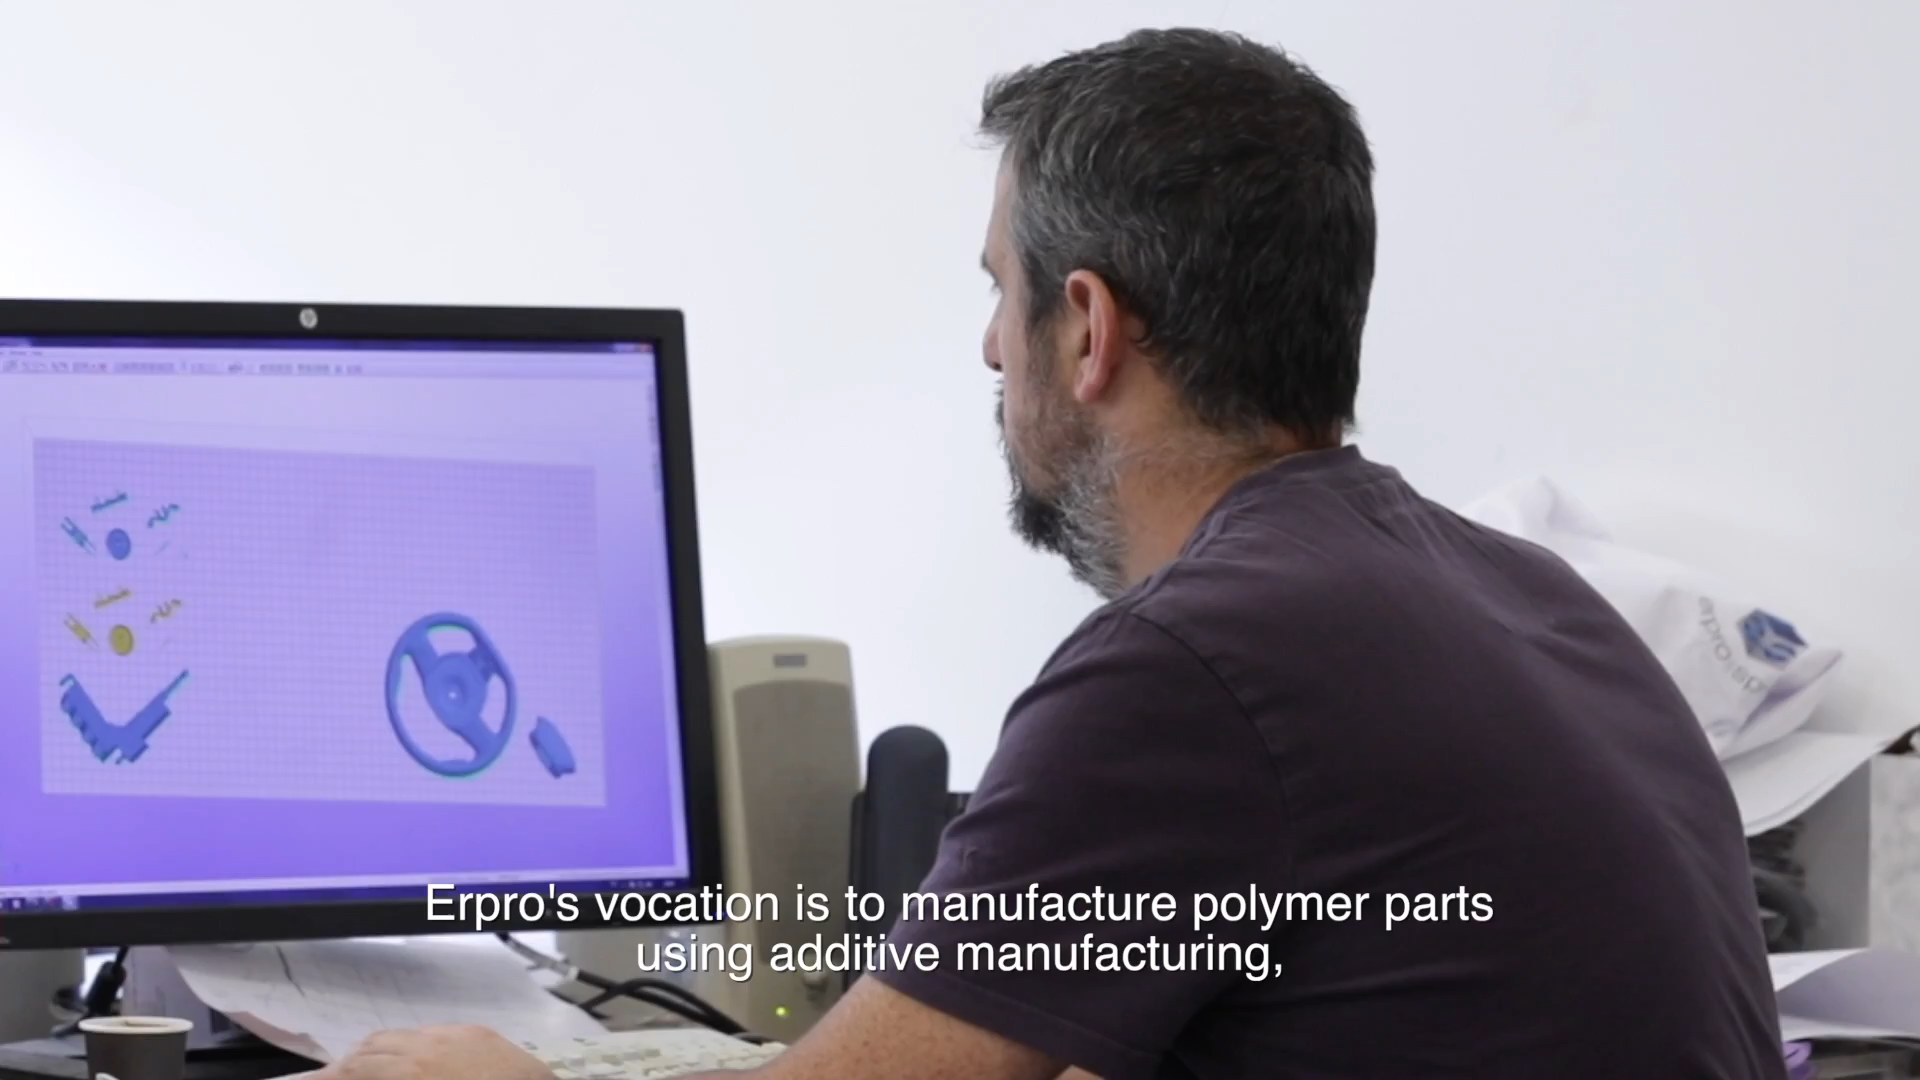 Erpro's vocation is to manufacture polymer parts
using additive manufacturing,